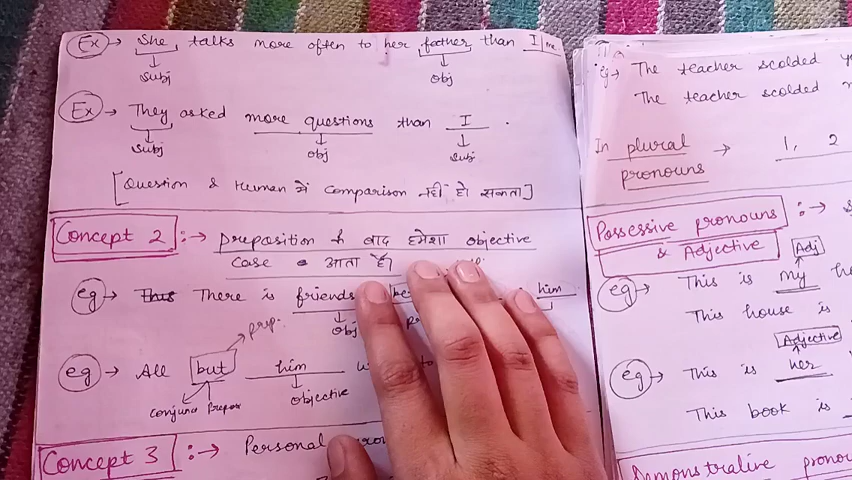 Ex → She talks more often to her father than I/me
Subj
Obj
Ex → They asked more questions than I.
Subj
Obj
Subj
[Question & Human में Comparison नहीं हो सकता]
Concept 2 :→ preposition के बाद हमेशा objective
case आता है।
eg → There is friends him
Obj
eg → All but him
prep.
Conjunc Prepos
objective
Concept 3 :→ Personal
eg → The teacher scolded
The teacher scolded
In plural → 1, 2
pronouns
Possessive pronouns :→
& Adjective
Adj
eg → This is my
This house is
Adjective
eg → This is her
This book is
Demonstrative